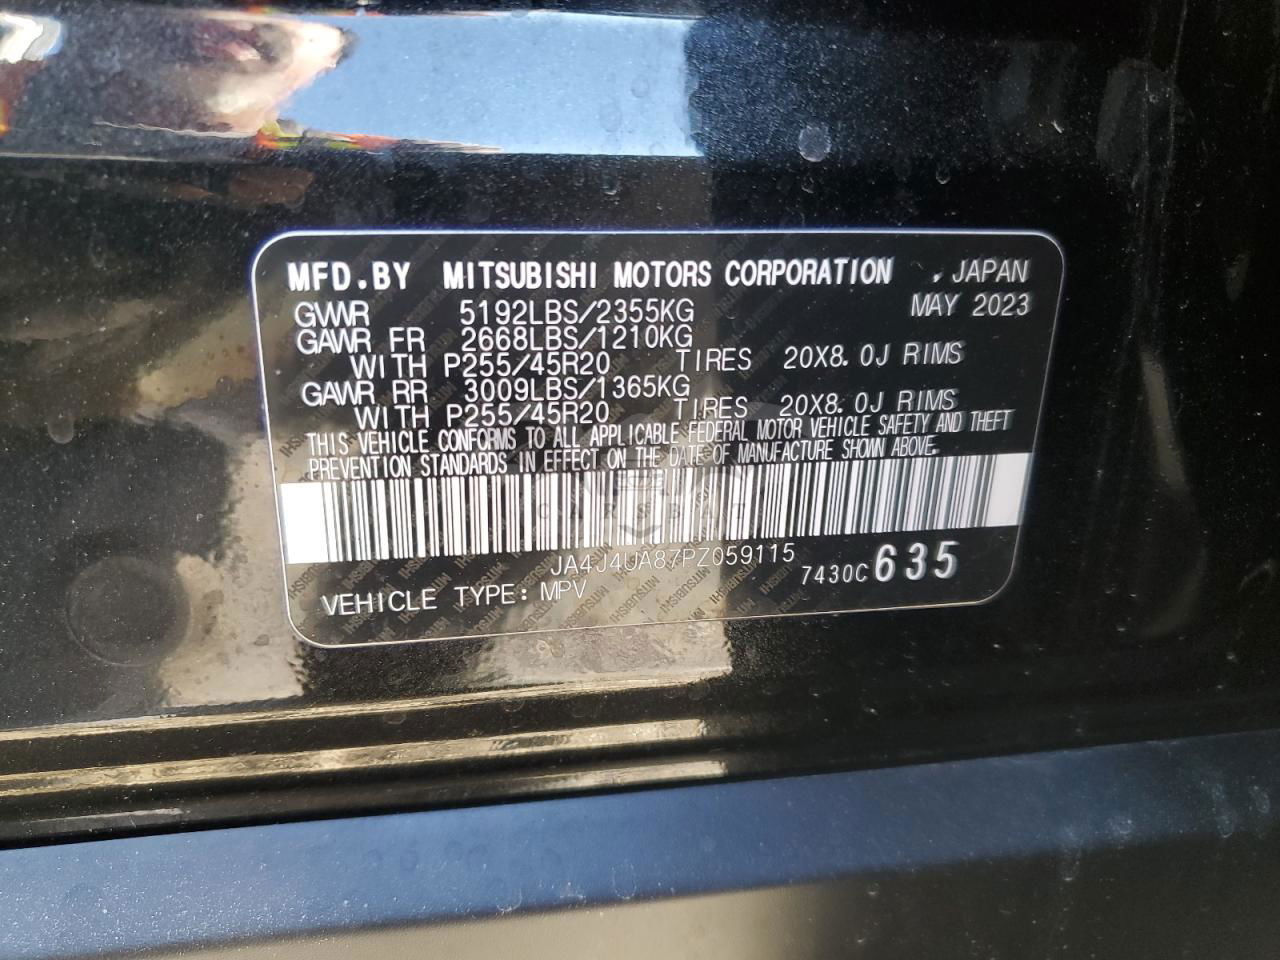 MFD.BY MITSUBISHI MOTORS CORPORATION , JAPAN
GVWR 5192LBS/2355KG MAY 2023
GAWR FR 2668LBS/1210KG
WITH P255/45R20 TIRES 20X8.0J RIMS
GAWR RR 3009LBS/1365KG
WITH P255/45R20 TIRES 20X8.0J RIMS
THIS VEHICLE CONFORMS TO ALL APPLICABLE FEDERAL MOTOR VEHICLE SAFETY AND THEFT
PREVENTION STANDARDS IN EFFECT ON THE DATE OF MANUFACTURE SHOWN ABOVE.
JA4J4UA87PZ059115 7430C 635
VEHICLE TYPE: MPV